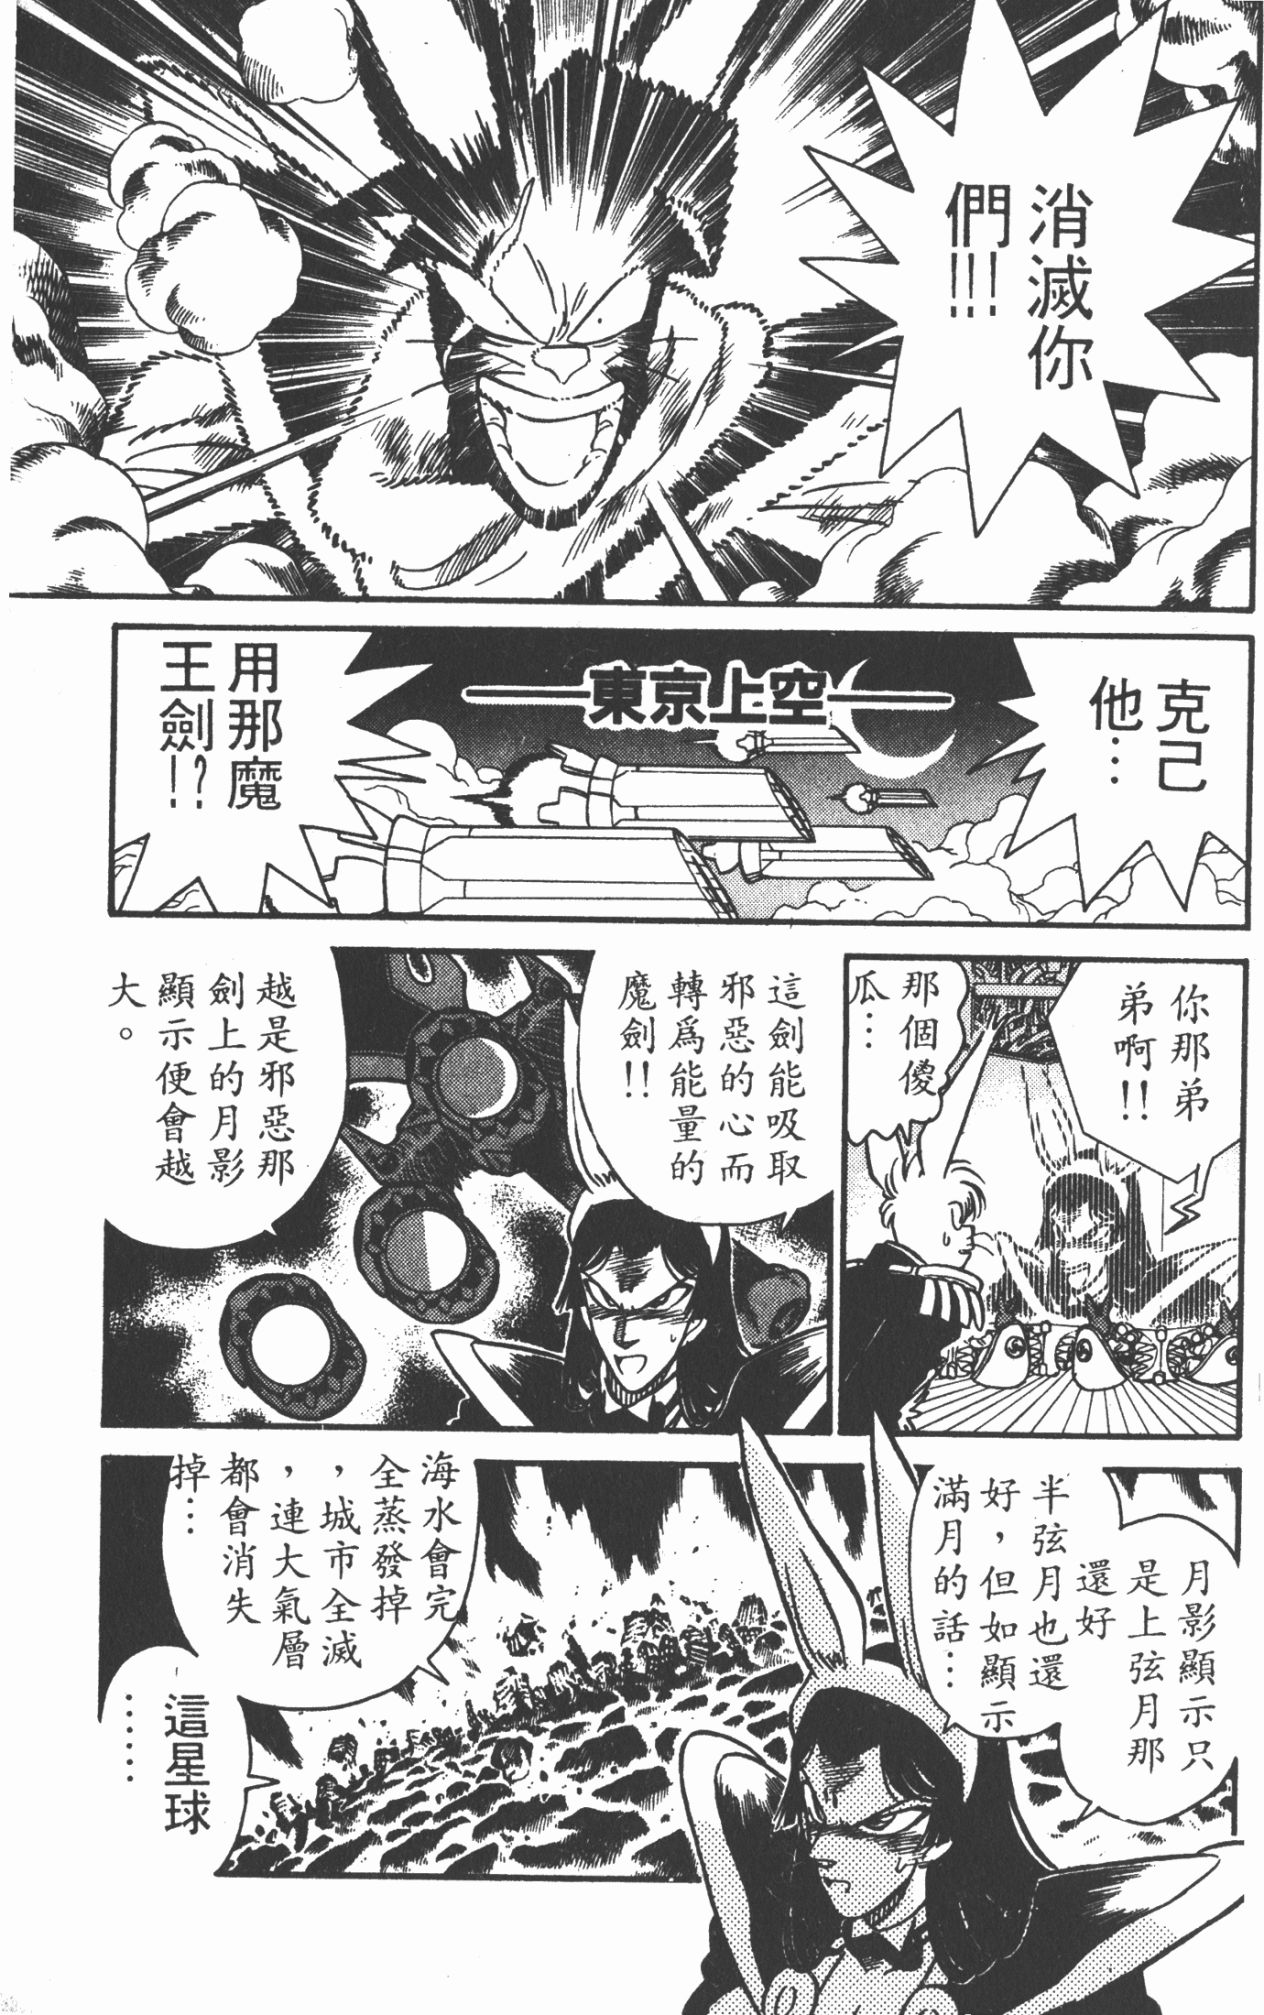 消滅你
們!!!
東京上空
克己
他…
用那魔
王劍!?
你那弟
弟啊!!
那個傻
瓜…
這劍能吸取
邪惡的心而
轉爲能量的
魔劍!!
越是邪惡那
劍上的月影
顯示便會越
大。
月影顯示只
是上弦月那
還好
半弦月也還
好，但如顯示
滿月的話…
海水會完
全蒸發掉
，城市全滅
，連大氣層
都會消失
掉…
這星球
……